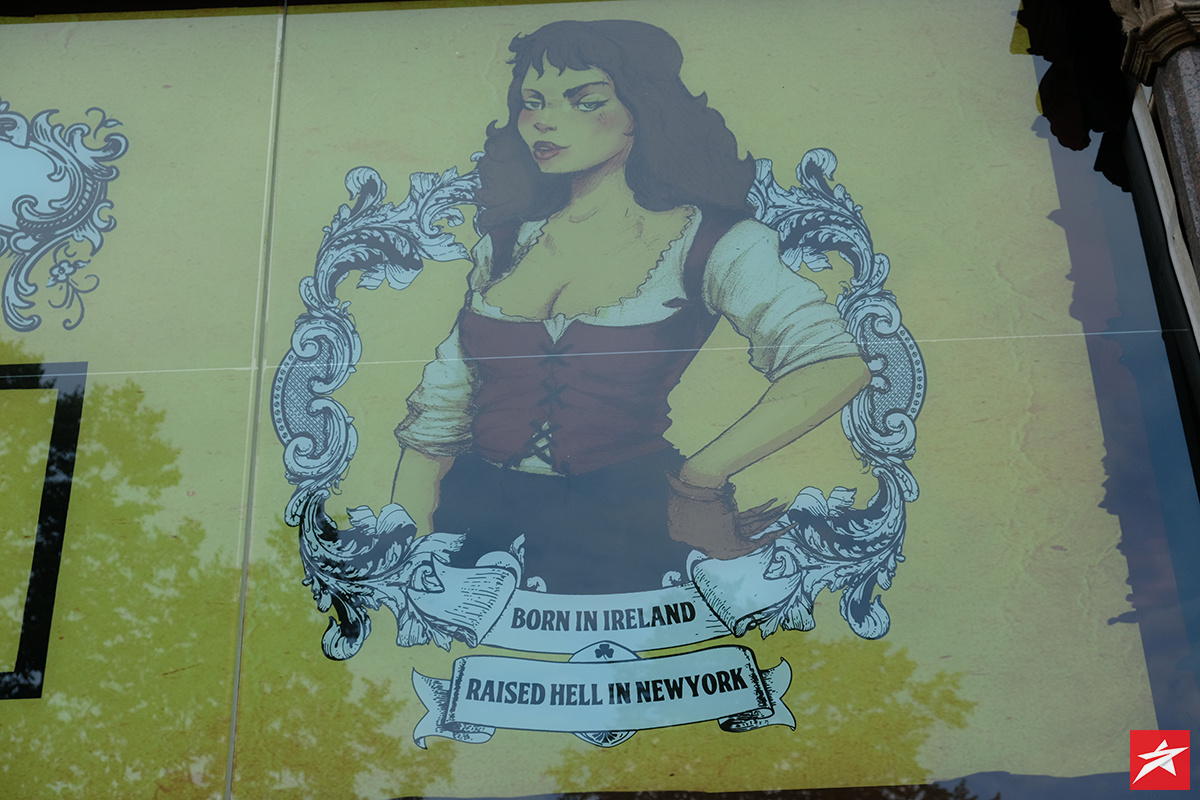 BORN IN IRELAND
RAISED HELL IN NEWYORK